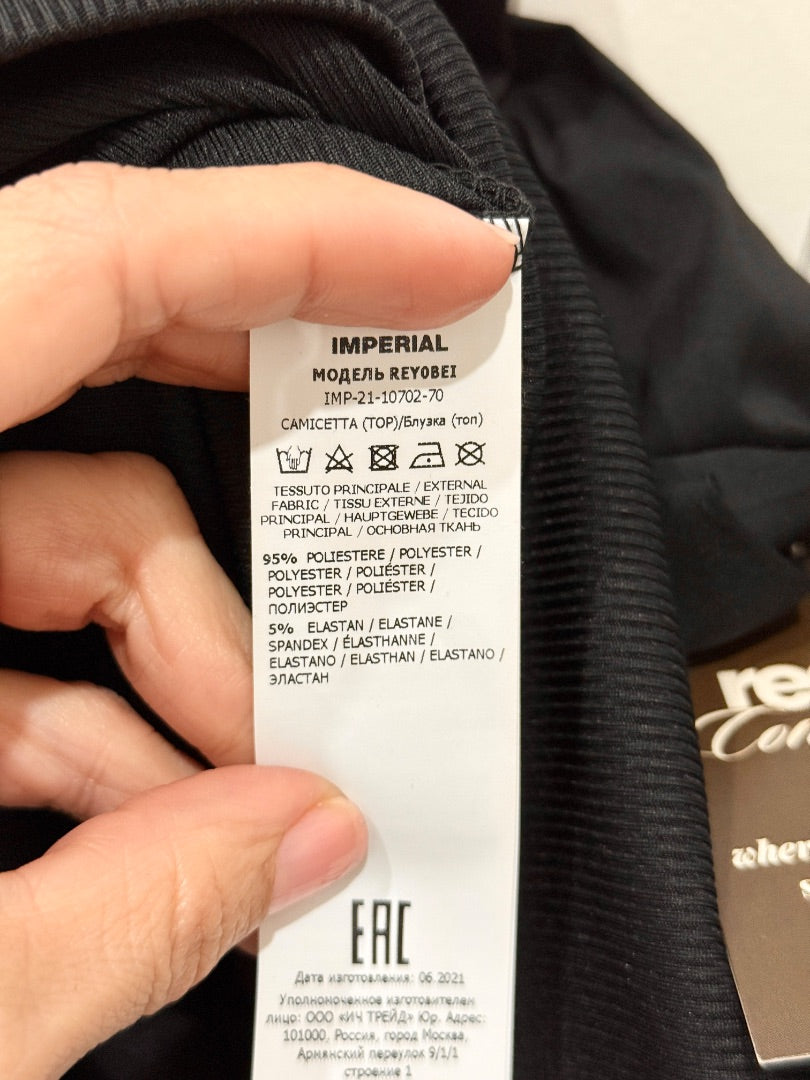 IMPERIAL
МОДЕЛЬ REYOBEI
IMP-21-10702-70
CAMICETTA (TOP)/Блузка (топ)
TESSUTO PRINCIPALE / EXTERNAL
FABRIC / TISSU EXTERNE / TEJIDO
PRINCIPAL / HAUPTGEWEBE / TECIDO
PRINCIPAL / ОСНОВНАЯ ТКАНЬ
95% POLIESTERE / POLYESTER /
POLYESTER / POLIÉSTER /
POLYESTER / POLIÉSTER /
ПОЛИЭСТЕР
5% ELASTAN / ELASTANE /
SPANDEX / ÉLASTHANNE /
ELASTANO / ELASTHAN / ELASTANO /
ЭЛАСТАН
EAC
Дата изготовления: 06.2021
Уполномоченное изготовителем
лицо: ООО «ИЧ ТРЕЙД» Юр. Адрес:
101000, Россия, город Москва,
Армянский переулок 9/1/1
строение 1